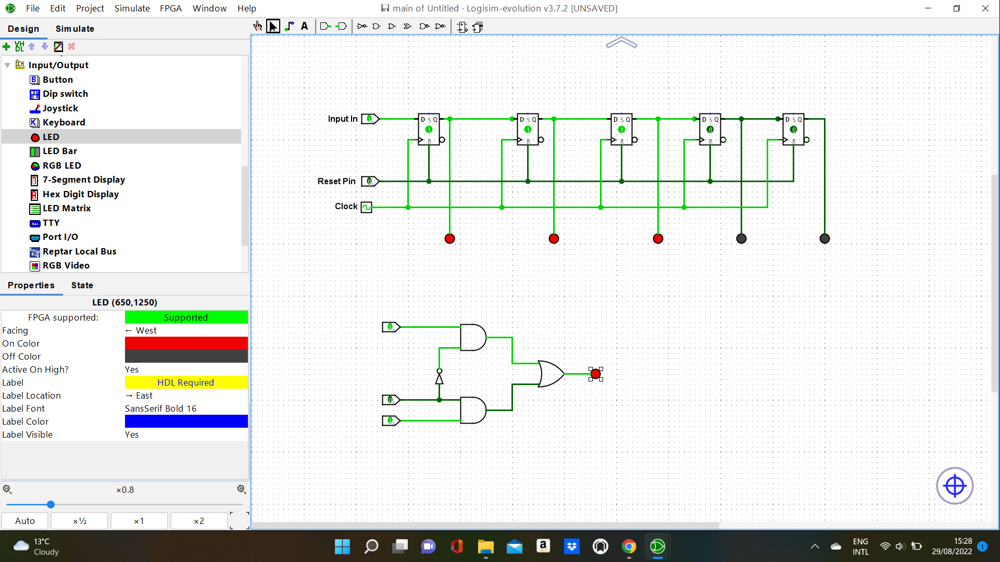 File Edit Project Simulate FPGA Window Help
main of Untitled · Logisim-evolution v3.7.2 [UNSAVED]
Design Simulate
A
VH
DL
Input/Output
Button
Dip switch
Joystick
Keyboard
LED
LED Bar
RGB LED
7-Segment Display
Hex Digit Display
LED Matrix
TTY
Port I/O
Reptar Local Bus
RGB Video
Properties State
LED (650,1250)
FPGA supported: Supported
Facing ← West
On Color
Off Color
Active On High? Yes
Label HDL Required
Label Location → East
Label Font SansSerif Bold 16
Label Color
Label Visible Yes
×0.8
Auto ×½ ×1 ×2
Input In 1 D S Q D S Q D S Q D S Q D S Q
1 1 1 0 0
R R R R R
Reset Pin 0
Clock
1
0
1
13°C
Cloudy
ENG
INTL
15:28
29/08/2022
1